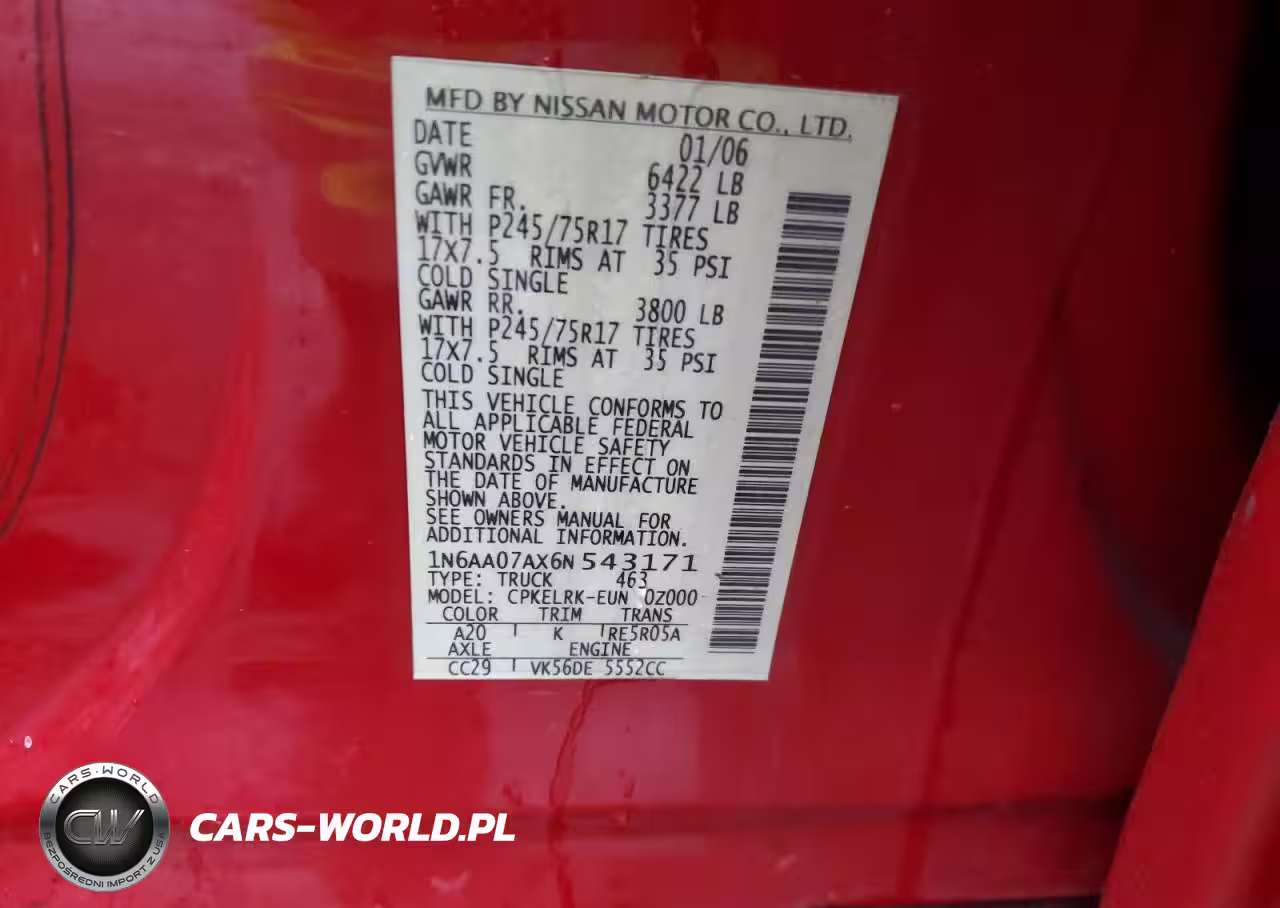 MFD BY NISSAN MOTOR CO., LTD.
DATE 01/06
GVWR 6422 LB
GAWR FR. 3377 LB
WITH P245/75R17 TIRES
17X7.5 RIMS AT 35 PSI
COLD SINGLE
GAWR RR. 3800 LB
WITH P245/75R17 TIRES
17X7.5 RIMS AT 35 PSI
COLD SINGLE
THIS VEHICLE CONFORMS TO
ALL APPLICABLE FEDERAL
MOTOR VEHICLE SAFETY
STANDARDS IN EFFECT ON
THE DATE OF MANUFACTURE
SHOWN ABOVE.
SEE OWNERS MANUAL FOR
ADDITIONAL INFORMATION.
1N6AA07AX6N 543171
TYPE: TRUCK 463
MODEL: CPKELRK-EUN 0Z000
COLOR TRIM TRANS
A20 K RE5R05A
AXLE ENGINE
CC29 VK56DE 5552CC
CARS-WORLD
CW
BEZPOŚREDNI IMPORT Z USA
CARS-WORLD.PL